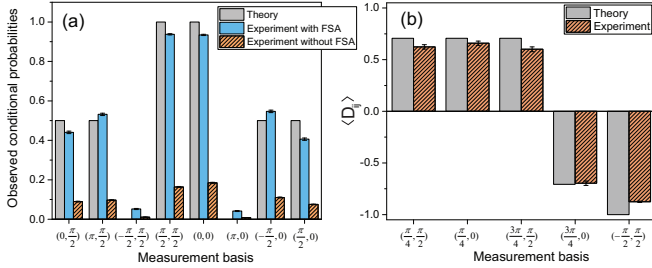 (a)
Theory
Experiment with FSA
Experiment without FSA
Observed conditional probabilities
1.0
0.8
0.6
0.4
0.2
0.0
(0,π/2) (π,π/2) (-π/2,π/2) (π/2,π/2) (0,0) (π,0) (-π/2,0) (π/2,0)
Measurement basis
(b)
Theory
Experiment
⟨D_ij⟩
1.0
0.5
0.0
-0.5
-1.0
(π/4,π/2) (π/4,0) (3π/4,π/2) (3π/4,0) (-π/2,π/2)
Measurement basis